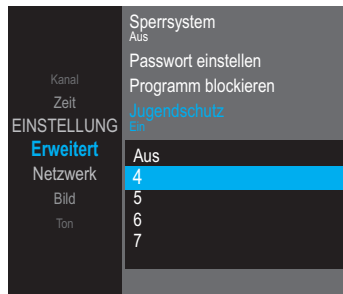 Kanal
Zeit
EINSTELLUNG
Erweitert
Netzwerk
Bild
Ton
Sperrsystem
Aus
Passwort einstellen
Programm blockieren
Jugendschutz
Ein
Aus
4
5
6
7